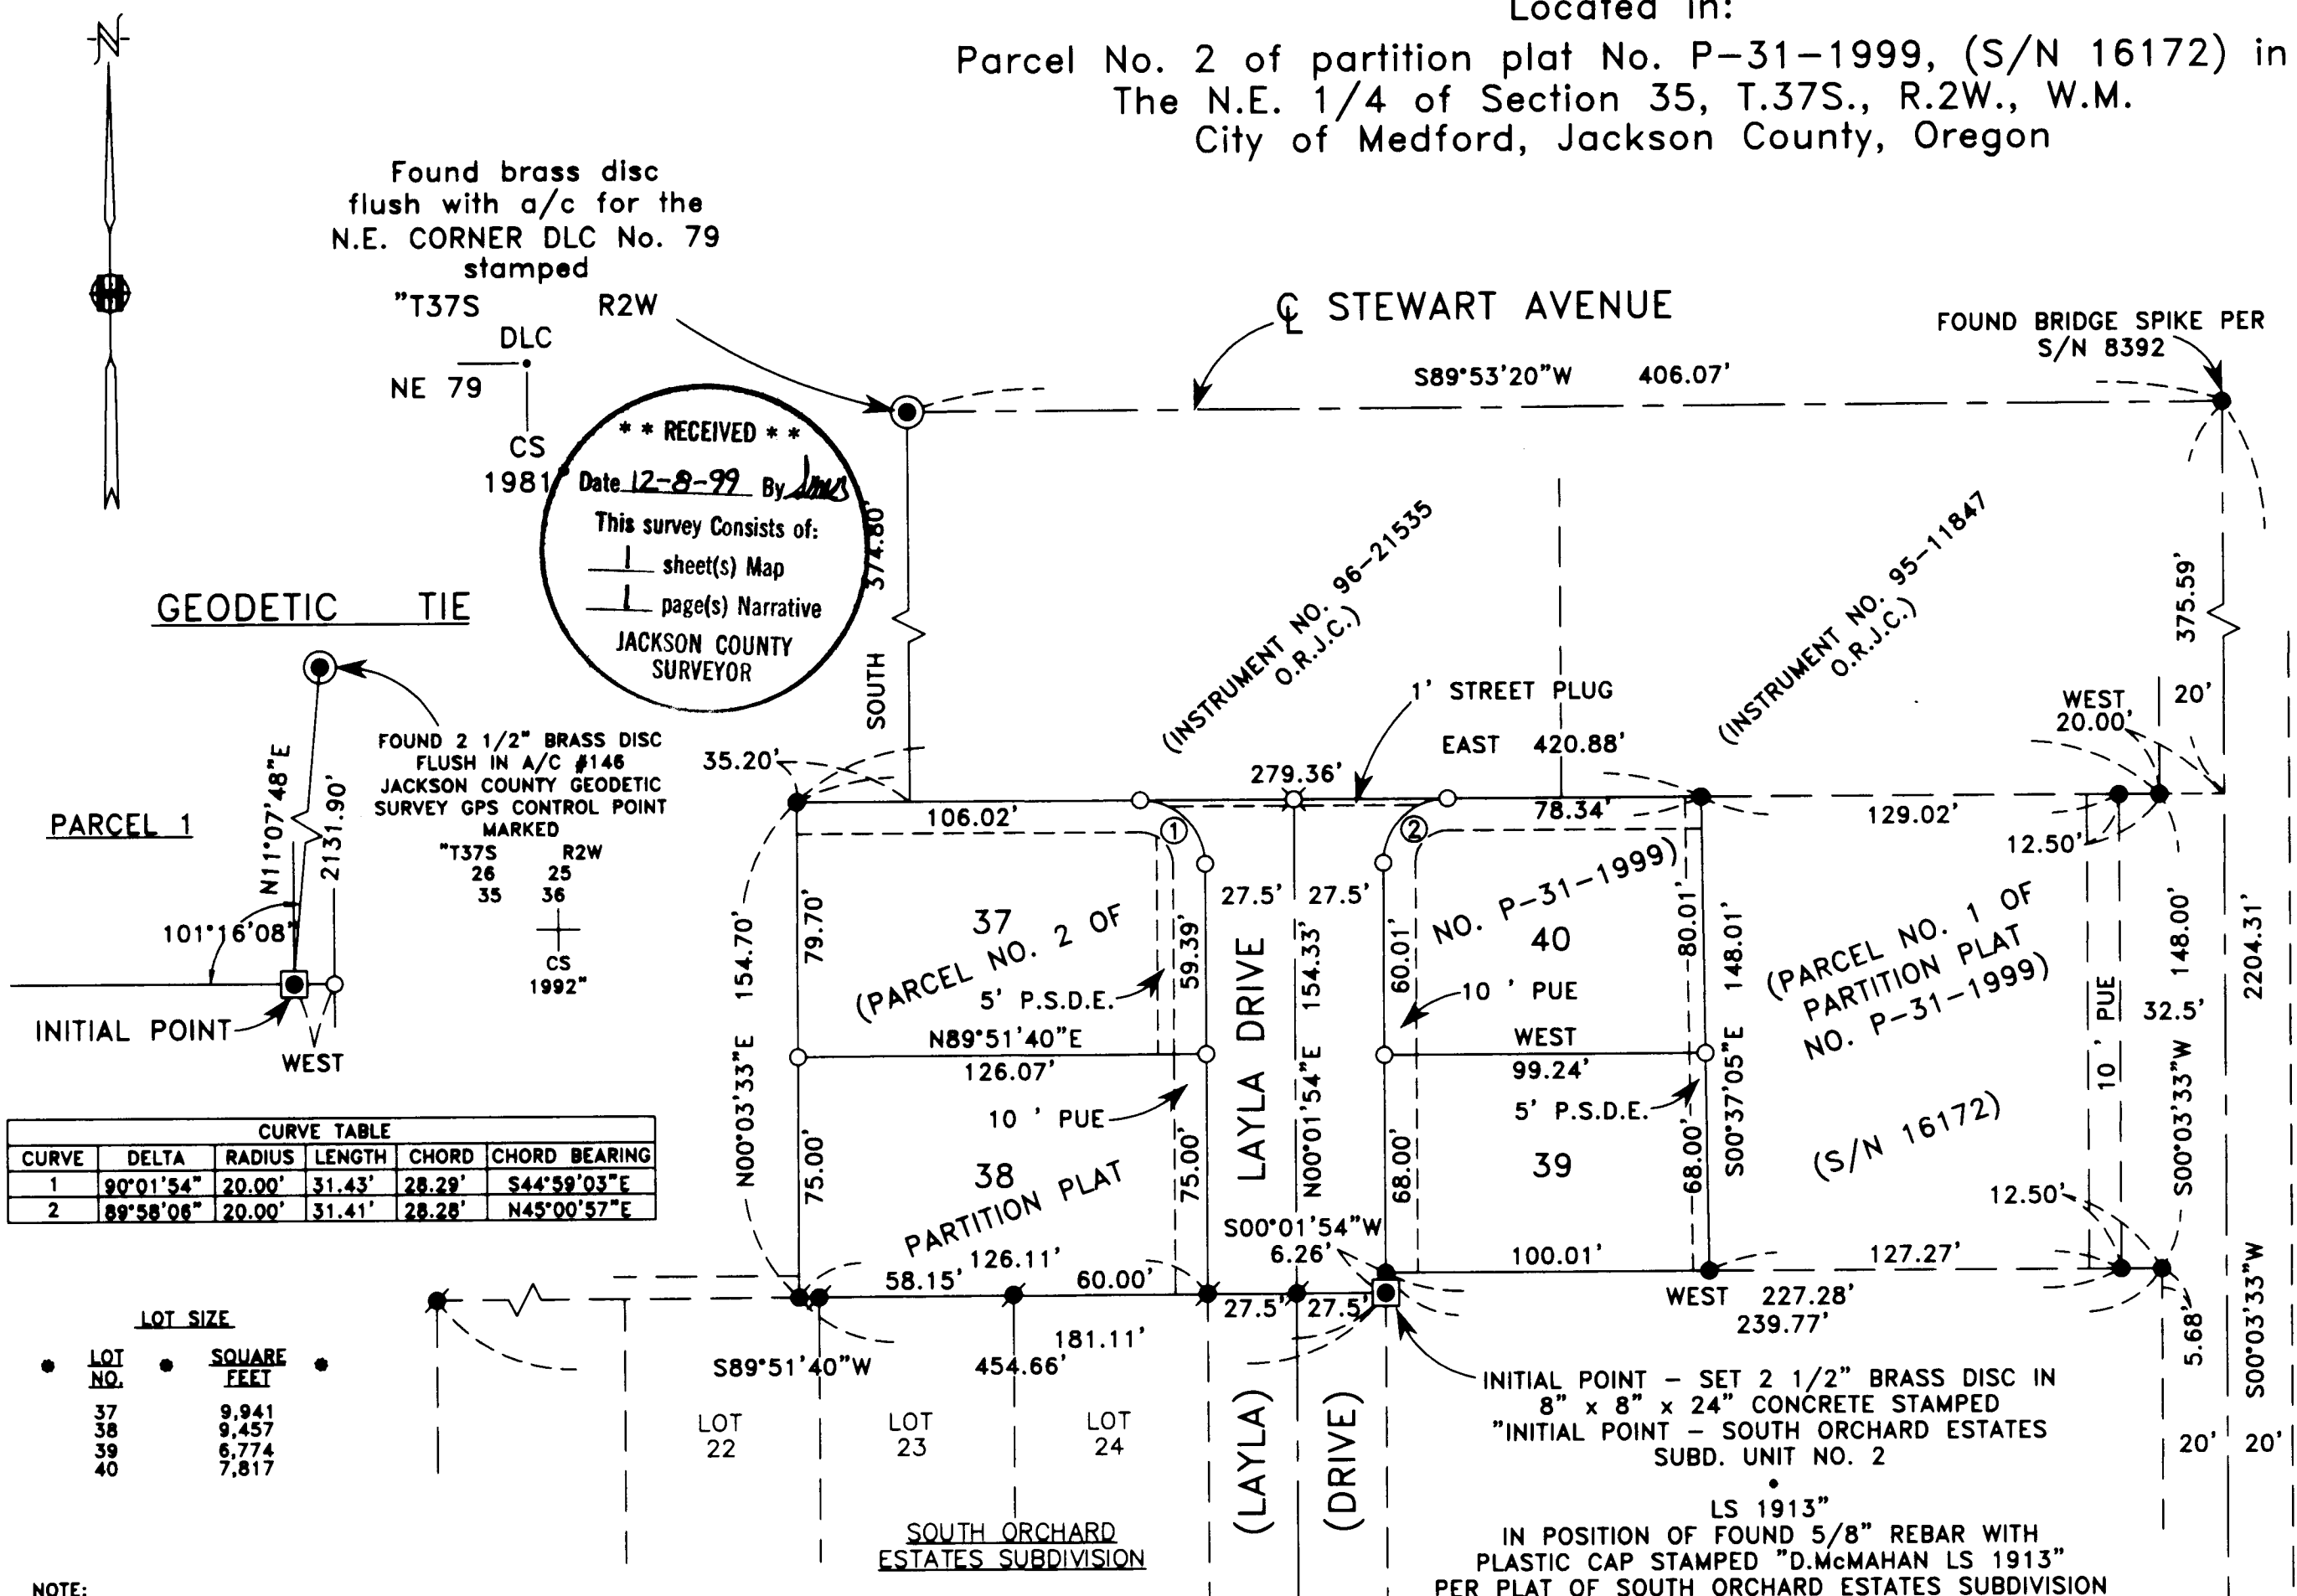 Located in:
Parcel No. 2 of partition plat No. P-31-1999, (S/N 16172) in
The N.E. 1/4 of Section 35, T.37S., R.2W., W.M.
City of Medford, Jackson County, Oregon
N
Found brass disc
flush with a/c for the
N.E. CORNER DLC No. 79
stamped
"T37S R2W
DLC
NE 79
CS
1981
* * RECEIVED * *
Date 12-8-99 By
This survey Consists of:
1 sheet(s) Map
1 page(s) Narrative
JACKSON COUNTY
SURVEYOR
℄ STEWART AVENUE
FOUND BRIDGE SPIKE PER
S/N 8392
S89°53'20"W 406.07'
SOUTH 374.80'
(INSTRUMENT NO. 96-21535
O.R.J.C.)
(INSTRUMENT NO. 95-11847
O.R.J.C.)
375.59'
20'
WEST
20.00'
1' STREET PLUG
EAST 420.88'
279.36'
35.20'
106.02'
78.34'
129.02'
12.50'
GEODETIC TIE
FOUND 2 1/2" BRASS DISC
FLUSH IN A/C #146
JACKSON COUNTY GEODETIC
SURVEY GPS CONTROL POINT
MARKED
"T37S R2W
26 25
35 36
CS
1992"
PARCEL 1
N11°07'48"E
2131.90'
101°16'08"
INITIAL POINT
WEST
N00°03'33"E 154.70'
79.70'
37
(PARCEL NO. 2 OF
5' P.S.D.E.
59.39'
1
2
27.5' 27.5'
LAYLA DRIVE
N00°01'54"E 154.33'
60.01'
NO. P-31-1999)
40
10 ' PUE
80.01'
148.01'
S00°37'05"E
(PARCEL NO. 1 OF
PARTITION PLAT
NO. P-31-1999)
(S/N 16172)
10 ' PUE
32.5'
S00°03'33"W 148.00'
2204.31'
N89°51'40"E
126.07'
10 ' PUE
WEST
99.24'
5' P.S.D.E.
75.00'
38
PARTITION PLAT
75.00'
68.00'
39
68.00'
12.50'
S00°01'54"W
6.26'
126.11'
58.15' 60.00'
27.5' 27.5'
100.01'
127.27'
WEST 227.28'
239.77'
181.11'
S89°51'40"W 454.66'
5.68'
S00°03'33"W
20' 20'
CURVE TABLE
CURVE DELTA RADIUS LENGTH CHORD CHORD BEARING
1 90°01'54" 20.00' 31.43' 28.29' S44°59'03"E
2 89°58'06" 20.00' 31.41' 28.28' N45°00'57"E
LOT SIZE
LOT NO. SQUARE FEET
37 9,941
38 9,457
39 6,774
40 7,817
LOT
22
LOT
23
LOT
24
(LAYLA)
(DRIVE)
SOUTH ORCHARD
ESTATES SUBDIVISION
INITIAL POINT - SET 2 1/2" BRASS DISC IN
8" x 8" x 24" CONCRETE STAMPED
"INITIAL POINT - SOUTH ORCHARD ESTATES
SUBD. UNIT NO. 2
LS 1913"
IN POSITION OF FOUND 5/8" REBAR WITH
PLASTIC CAP STAMPED "D.McMAHAN LS 1913"
PER PLAT OF SOUTH ORCHARD ESTATES SUBDIVISION
NOTE: